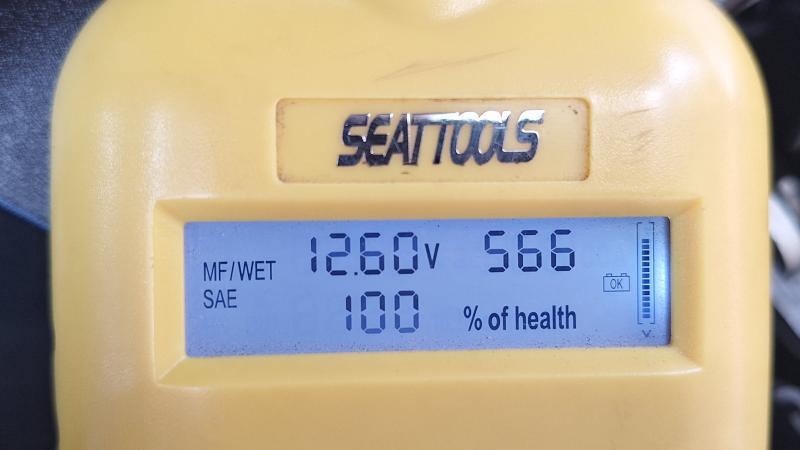 SEATTOOLS
MF/WET 12.60V 566
SAE 100 % of health
OK